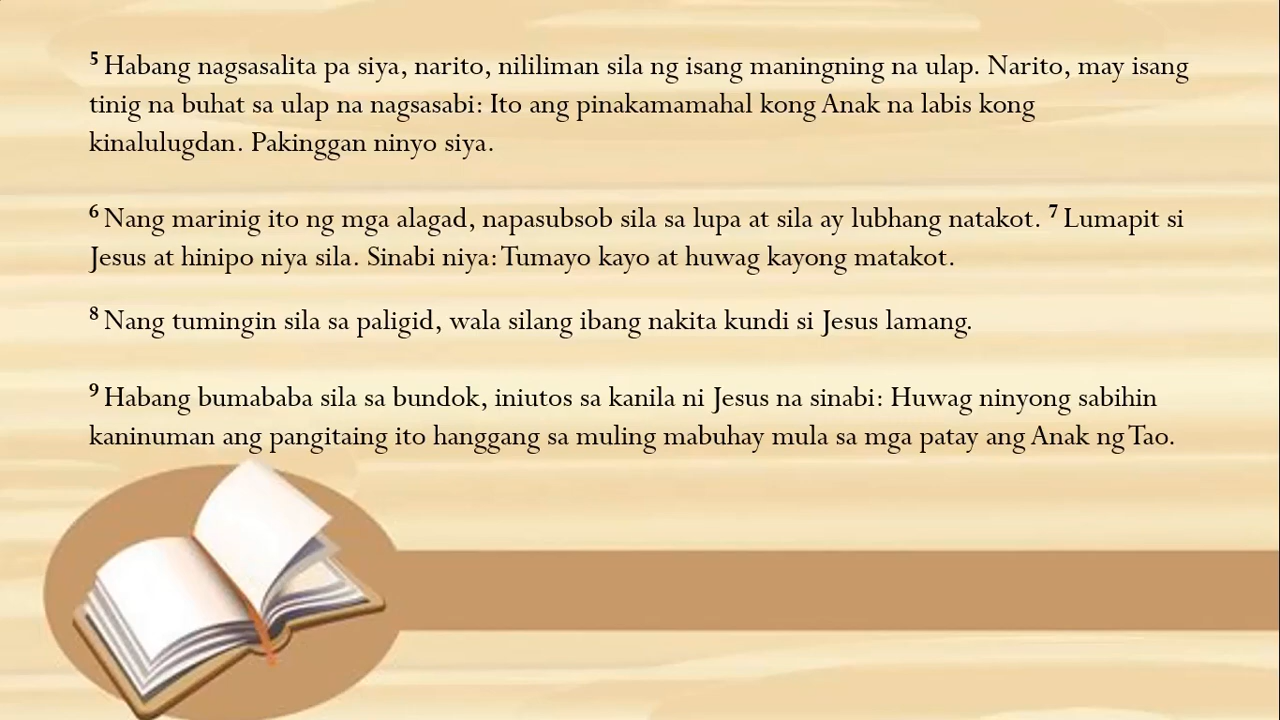 5 Habang nagsasalita pa siya, narito, nililiman sila ng isang maningning na ulap. Narito, may isang
tinig na buhat sa ulap na nagsasabi: Ito ang pinakamamahal kong Anak na labis kong
kinalulugdan. Pakinggan ninyo siya.
6 Nang marinig ito ng mga alagad, napasubsob sila sa lupa at sila ay lubhang natakot. 7 Lumapit si
Jesus at hinipo niya sila. Sinabi niya: Tumayo kayo at huwag kayong matakot.
8 Nang tumingin sila sa paligid, wala silang ibang nakita kundi si Jesus lamang.
9 Habang bumababa sila sa bundok, iniutos sa kanila ni Jesus na sinabi: Huwag ninyong sabihin
kaninuman ang pangitaing ito hanggang sa muling mabuhay mula sa mga patay ang Anak ng Tao.